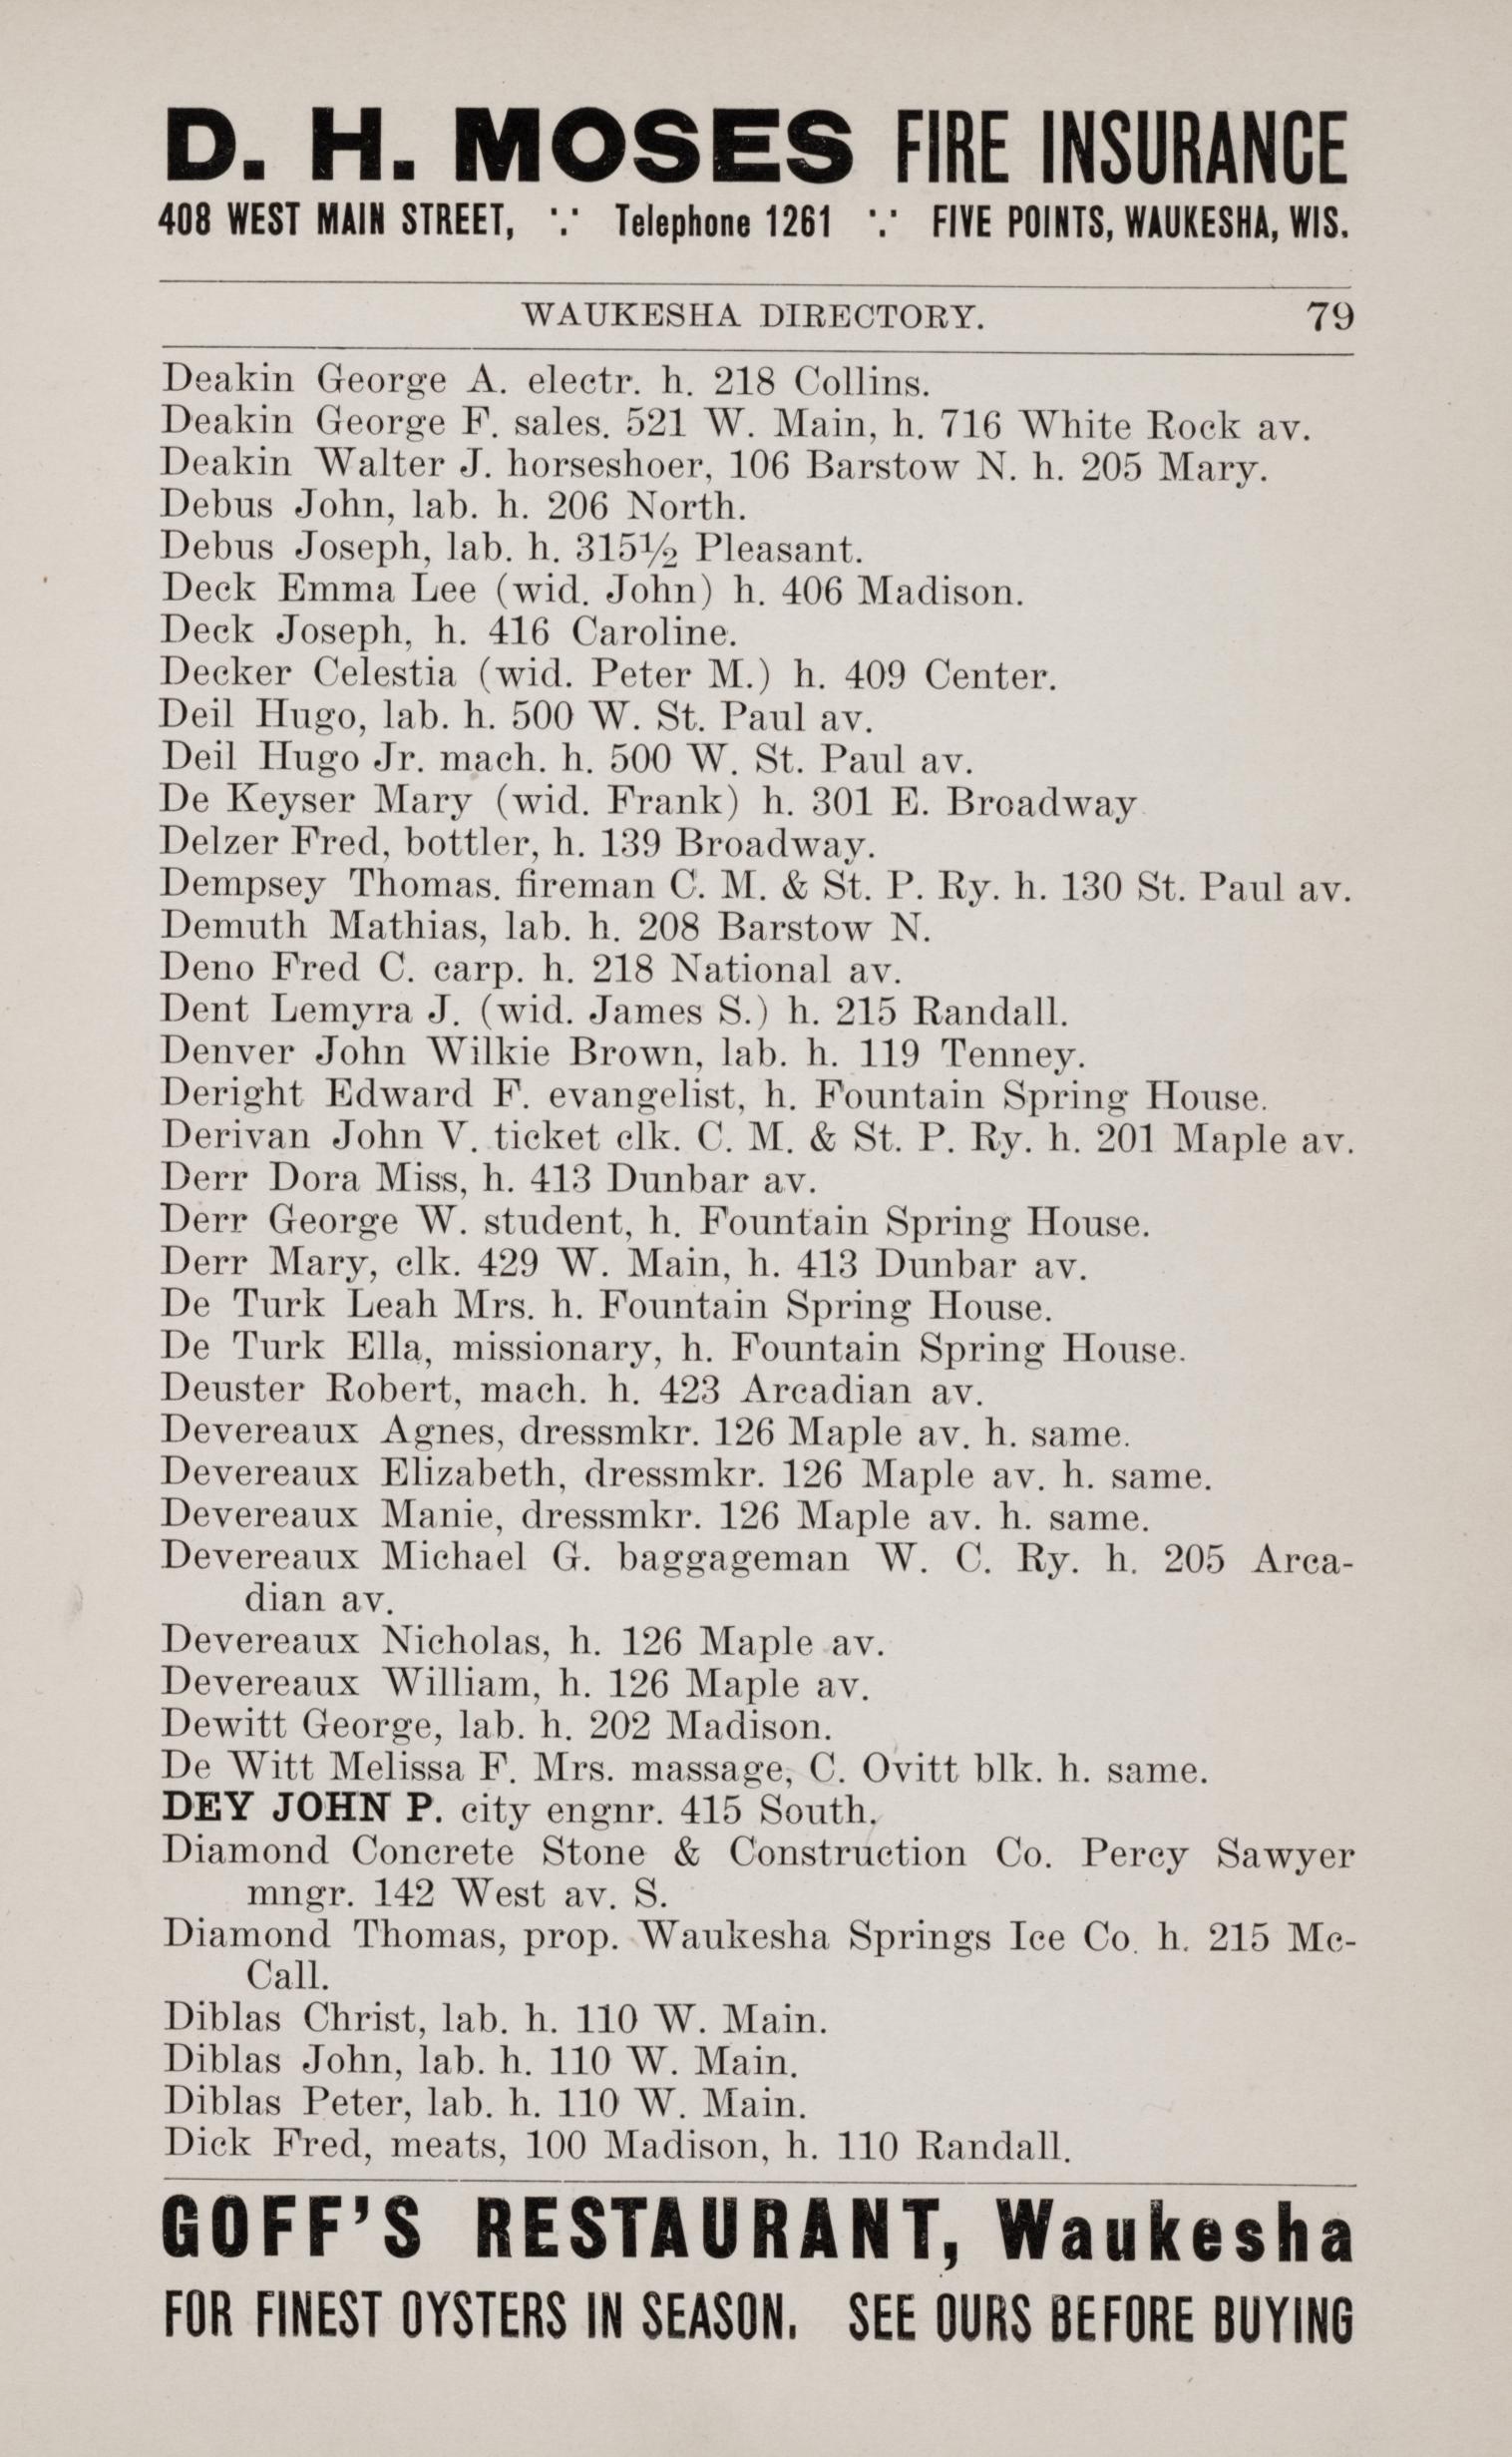 D. H. MOSES FIRE INSURANCE
408 WEST MAIN STREET, ∵ Telephone 1261 ∵ FIVE POINTS, WAUKESHA, WIS.
WAUKESHA DIRECTORY. 79
Deakin George A. electr. h. 218 Collins.
Deakin George F. sales. 521 W. Main, h. 716 White Rock av.
Deakin Walter J. horseshoer, 106 Barstow N. h. 205 Mary.
Debus John, lab. h. 206 North.
Debus Joseph, lab. h. 315½ Pleasant.
Deck Emma Lee (wid. John) h. 406 Madison.
Deck Joseph, h. 416 Caroline.
Decker Celestia (wid. Peter M.) h. 409 Center.
Deil Hugo, lab. h. 500 W. St. Paul av.
Deil Hugo Jr. mach. h. 500 W. St. Paul av.
De Keyser Mary (wid. Frank) h. 301 E. Broadway
Delzer Fred, bottler, h. 139 Broadway.
Dempsey Thomas. fireman C. M. & St. P. Ry. h. 130 St. Paul av.
Demuth Mathias, lab. h. 208 Barstow N.
Deno Fred C. carp. h. 218 National av.
Dent Lemyra J. (wid. James S.) h. 215 Randall.
Denver John Wilkie Brown, lab. h. 119 Tenney.
Deright Edward F. evangelist, h. Fountain Spring House.
Derivan John V. ticket clk. C. M. & St. P. Ry. h. 201 Maple av.
Derr Dora Miss, h. 413 Dunbar av.
Derr George W. student, h. Fountain Spring House.
Derr Mary, clk. 429 W. Main, h. 413 Dunbar av.
De Turk Leah Mrs. h. Fountain Spring House.
De Turk Ella, missionary, h. Fountain Spring House.
Deuster Robert, mach. h. 423 Arcadian av.
Devereaux Agnes, dressmkr. 126 Maple av. h. same.
Devereaux Elizabeth, dressmkr. 126 Maple av. h. same.
Devereaux Manie, dressmkr. 126 Maple av. h. same.
Devereaux Michael G. baggageman W. C. Ry. h. 205 Arca-
dian av.
Devereaux Nicholas, h. 126 Maple av.
Devereaux William, h. 126 Maple av.
Dewitt George, lab. h. 202 Madison.
De Witt Melissa F. Mrs. massage, C. Ovitt blk. h. same.
DEY JOHN P. city engnr. 415 South.
Diamond Concrete Stone & Construction Co. Percy Sawyer
mngr. 142 West av. S.
Diamond Thomas, prop. Waukesha Springs Ice Co. h. 215 Mc-
Call.
Diblas Christ, lab. h. 110 W. Main.
Diblas John, lab. h. 110 W. Main.
Diblas Peter, lab. h. 110 W. Main.
Dick Fred, meats, 100 Madison, h. 110 Randall.
GOFF'S RESTAURANT, Waukesha
FOR FINEST OYSTERS IN SEASON. SEE OURS BEFORE BUYING